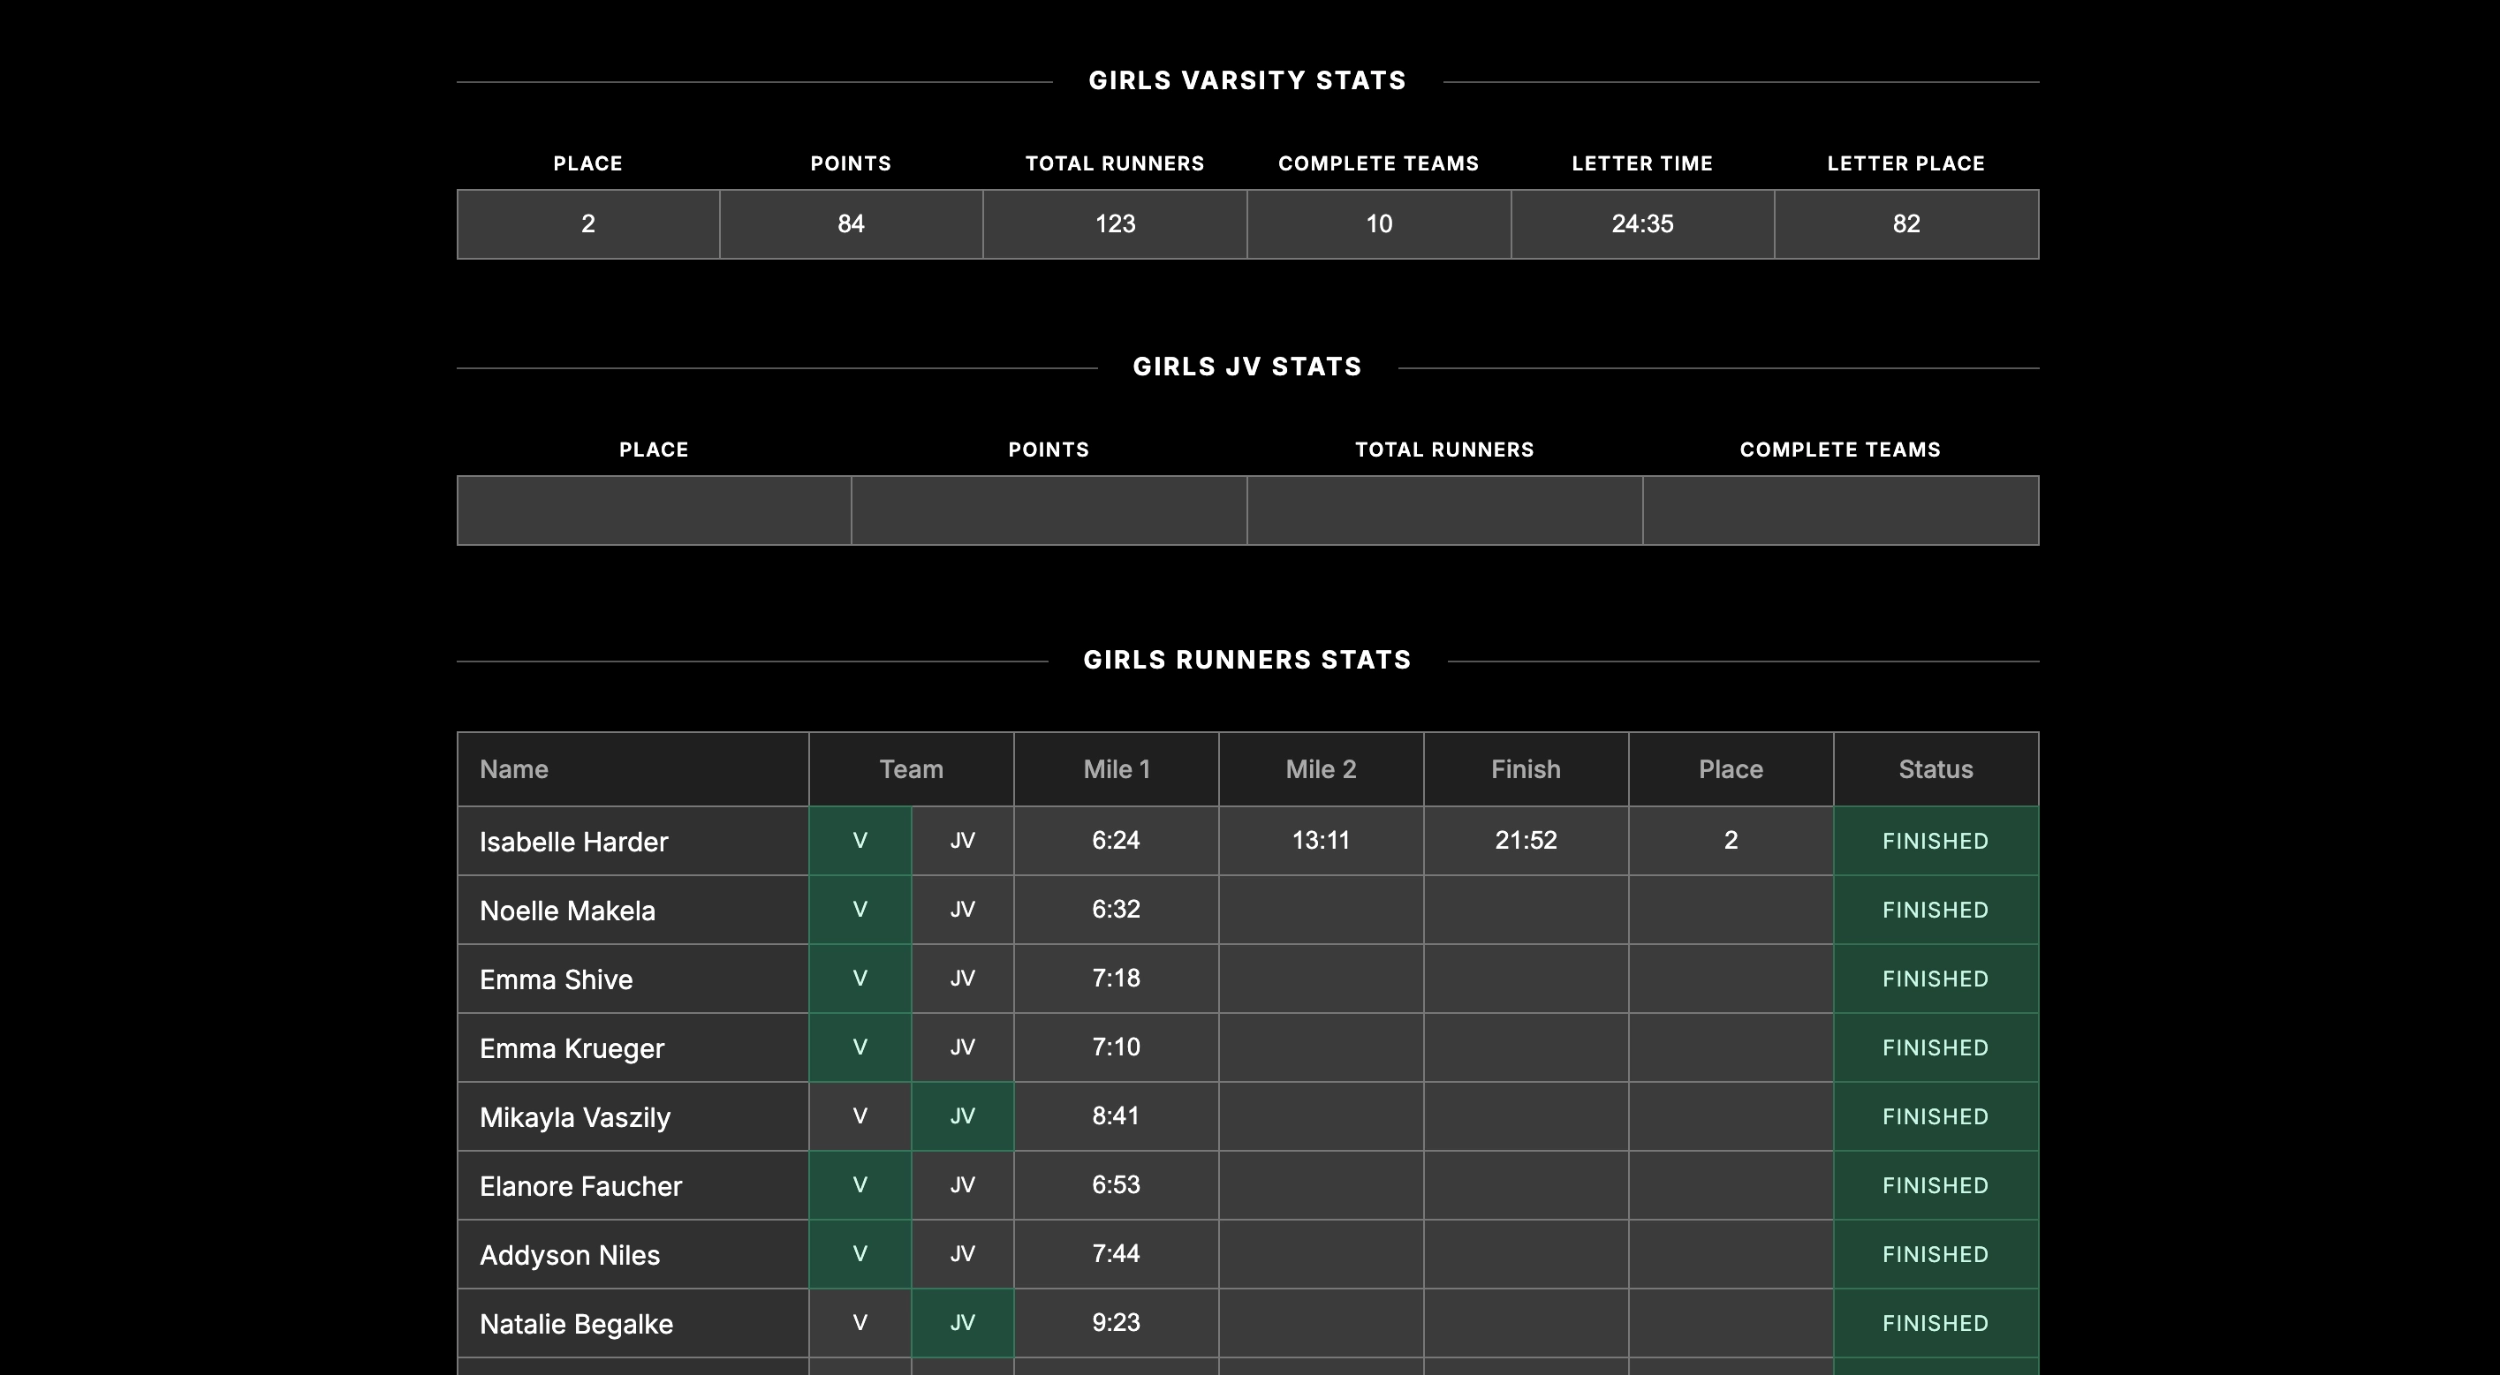 GIRLS VARSITY STATS
PLACE POINTS TOTAL RUNNERS COMPLETE TEAMS LETTER TIME LETTER PLACE
2 84 123 10 24:35 82
GIRLS JV STATS
PLACE POINTS TOTAL RUNNERS COMPLETE TEAMS
GIRLS RUNNERS STATS
Name Team Mile 1 Mile 2 Finish Place Status
Isabelle Harder V JV 6:24 13:11 21:52 2 FINISHED
Noelle Makela V JV 6:32 FINISHED
Emma Shive V JV 7:18 FINISHED
Emma Krueger V JV 7:10 FINISHED
Mikayla Vaszily V JV 8:41 FINISHED
Elanore Faucher V JV 6:53 FINISHED
Addyson Niles V JV 7:44 FINISHED
Natalie Begalke V JV 9:23 FINISHED